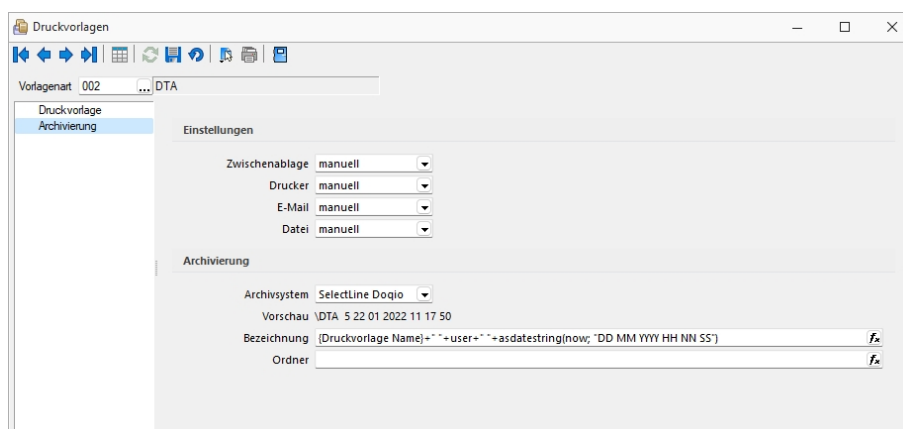 Druckvorlagen
Vorlagenart 002 ... DTA
Druckvorlage
Archivierung
Einstellungen
Zwischenablage manuell
Drucker manuell
E-Mail manuell
Datei manuell
Archivierung
Archivsystem SelectLine Doqio
Vorschau \DTA 5 22 01 2022 11 17 50
Bezeichnung {Druckvorlage Name}+" "+user+" "+asdatestring(now; "DD MM YYYY HH NN SS") fx
Ordner fx